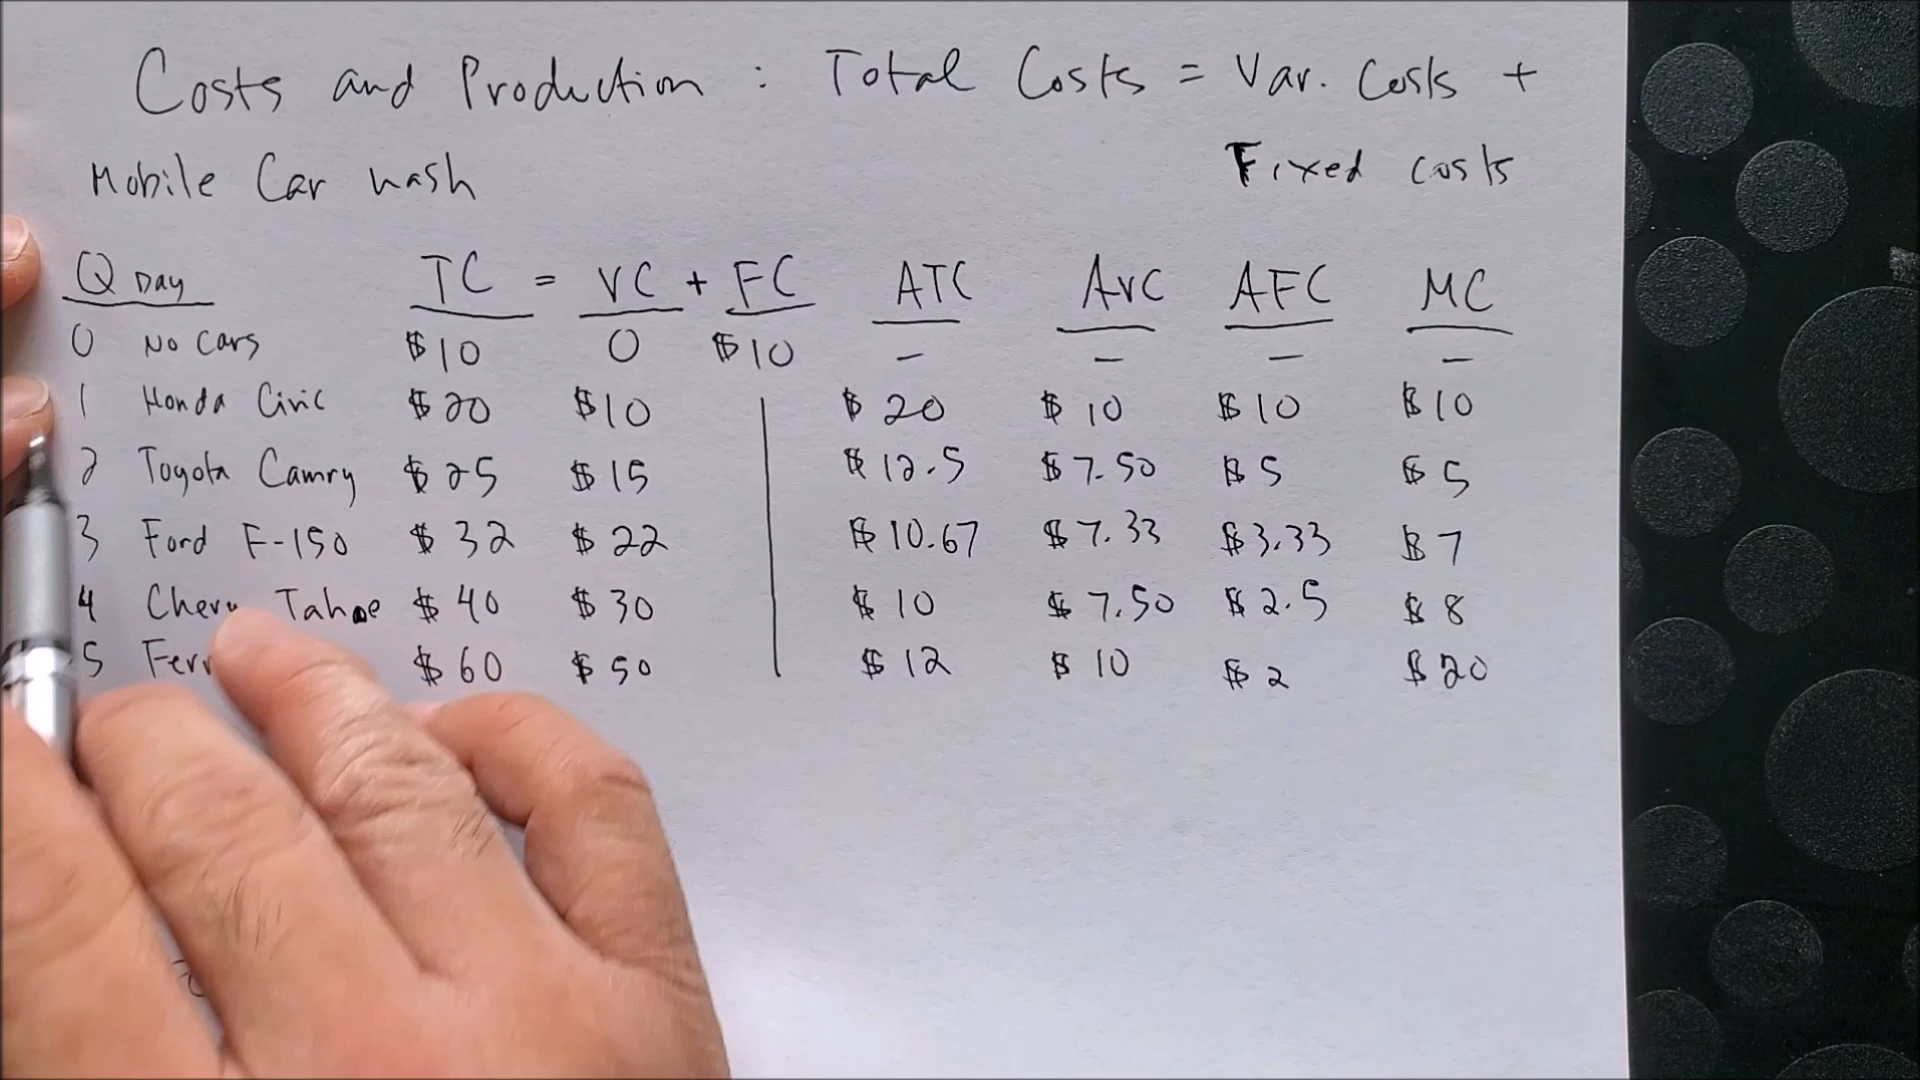 Costs and Production : Total Costs = Var. Costs +
Fixed costs
Mobile Car wash
Q Day TC = VC + FC ATC AVC AFC MC
0 No Cars $10 0 $10 - - - -
1 Honda Civic $20 $10 $20 $10 $10 $10
2 Toyota Camry $25 $15 $12.5 $7.50 $5 $5
3 Ford F-150 $32 $22 $10.67 $7.33 $3.33 $7
4 Chevy Tahoe $40 $30 $10 $7.50 $2.5 $8
5 $60 $50 $12 $10 $2 $20